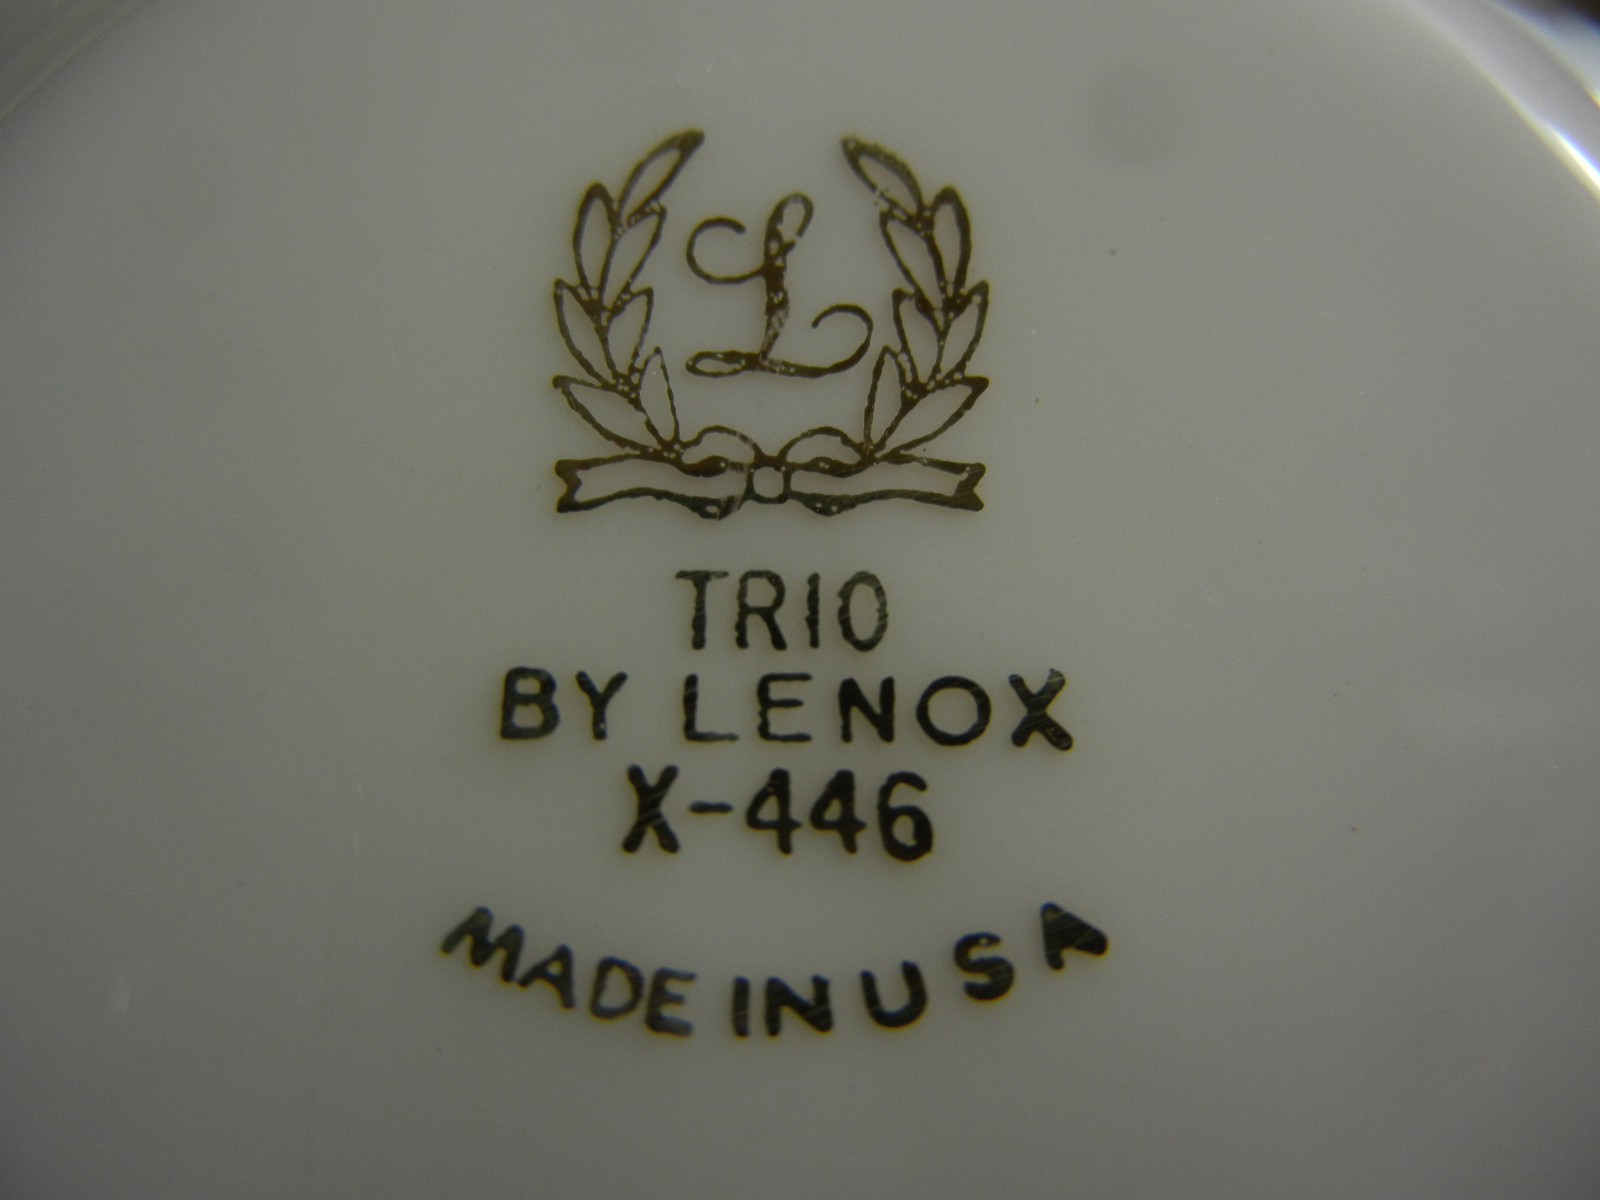 L
TRIO
BY LENOX
X-446
MADE IN USA